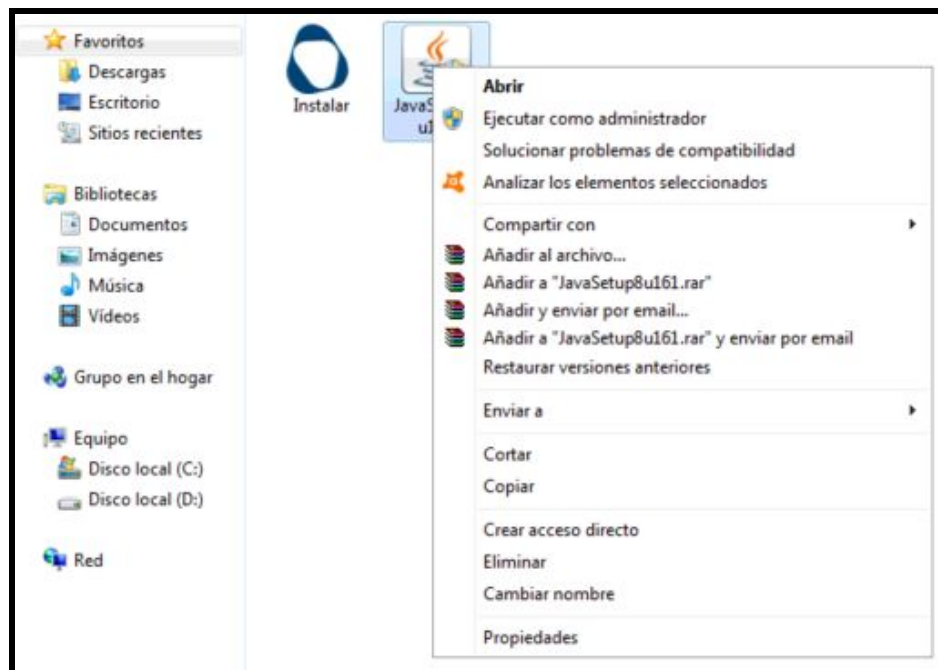 Favoritos
Descargas
Escritorio
Sitios recientes
Bibliotecas
Documentos
Imágenes
Música
Vídeos
Grupo en el hogar
Equipo
Disco local (C:)
Disco local (D:)
Red
Instalar
Abrir
Ejecutar como administrador
Solucionar problemas de compatibilidad
Analizar los elementos seleccionados
Compartir con
Añadir al archivo...
Añadir a "JavaSetup8u161.rar"
Añadir y enviar por email...
Añadir a "JavaSetup8u161.rar" y enviar por email
Restaurar versiones anteriores
Enviar a
Cortar
Copiar
Crear acceso directo
Eliminar
Cambiar nombre
Propiedades